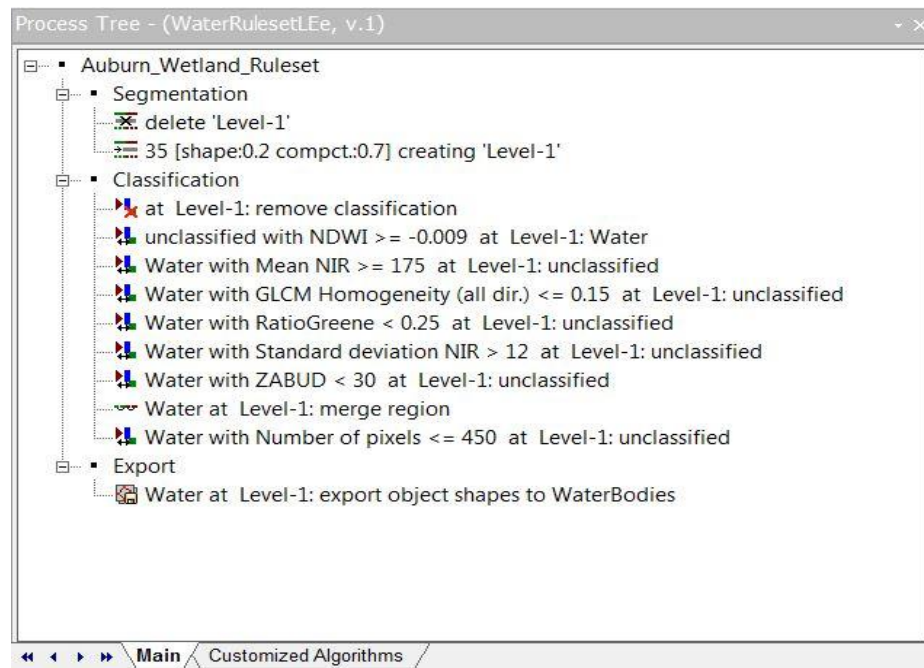 Process Tree - (WaterRulesetLEe, v.1)
Auburn_Wetland_Ruleset
Segmentation
delete 'Level-1'
35 [shape:0.2 compct.:0.7] creating 'Level-1'
Classification
at Level-1: remove classification
unclassified with NDWI >= -0.009 at Level-1: Water
Water with Mean NIR >= 175 at Level-1: unclassified
Water with GLCM Homogeneity (all dir.) <= 0.15 at Level-1: unclassified
Water with RatioGreene < 0.25 at Level-1: unclassified
Water with Standard deviation NIR > 12 at Level-1: unclassified
Water with ZABUD < 30 at Level-1: unclassified
Water at Level-1: merge region
Water with Number of pixels <= 450 at Level-1: unclassified
Export
Water at Level-1: export object shapes to WaterBodies
Main Customized Algorithms